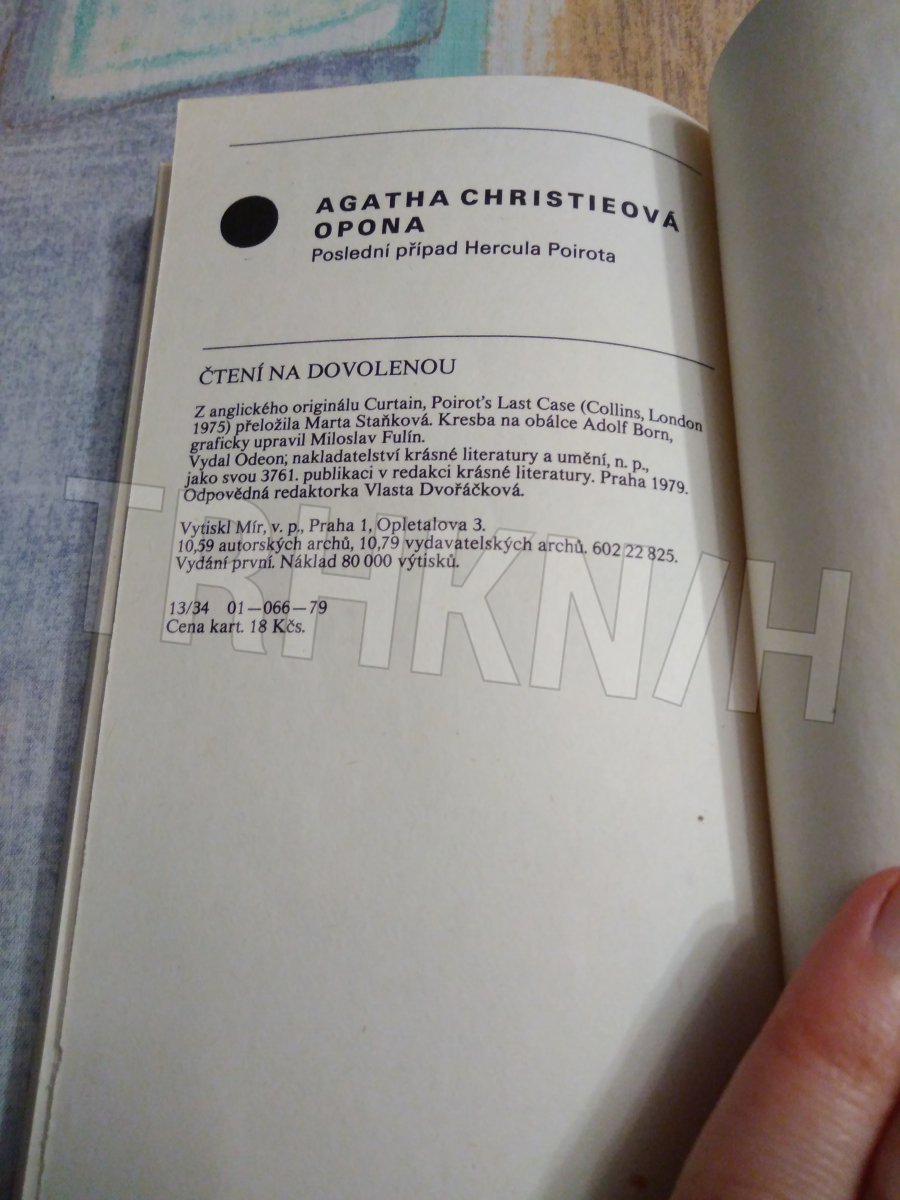 AGATHA CHRISTIEOVÁ
OPONA
Poslední případ Hercula Poirota
ČTENÍ NA DOVOLENOU
Z anglického originálu Curtain, Poirot's Last Case (Collins, London
1975) přeložila Marta Staňková. Kresba na obálce Adolf Born,
graficky upravil Miloslav Fulín.
Vydal Odeon, nakladatelství krásné literatury a umění, n. p.,
jako svou 3761. publikaci v redakci krásné literatury. Praha 1979.
Odpovědná redaktorka Vlasta Dvořáčková.
Vytiskl Mír, v. p., Praha 1, Opletalova 3.
10,59 autorských archů, 10,79 vydavatelských archů. 602 22 825.
Vydání první. Náklad 80 000 výtisků.
13/34 01—066—79
Cena kart. 18 Kčs.
TRHKNIH